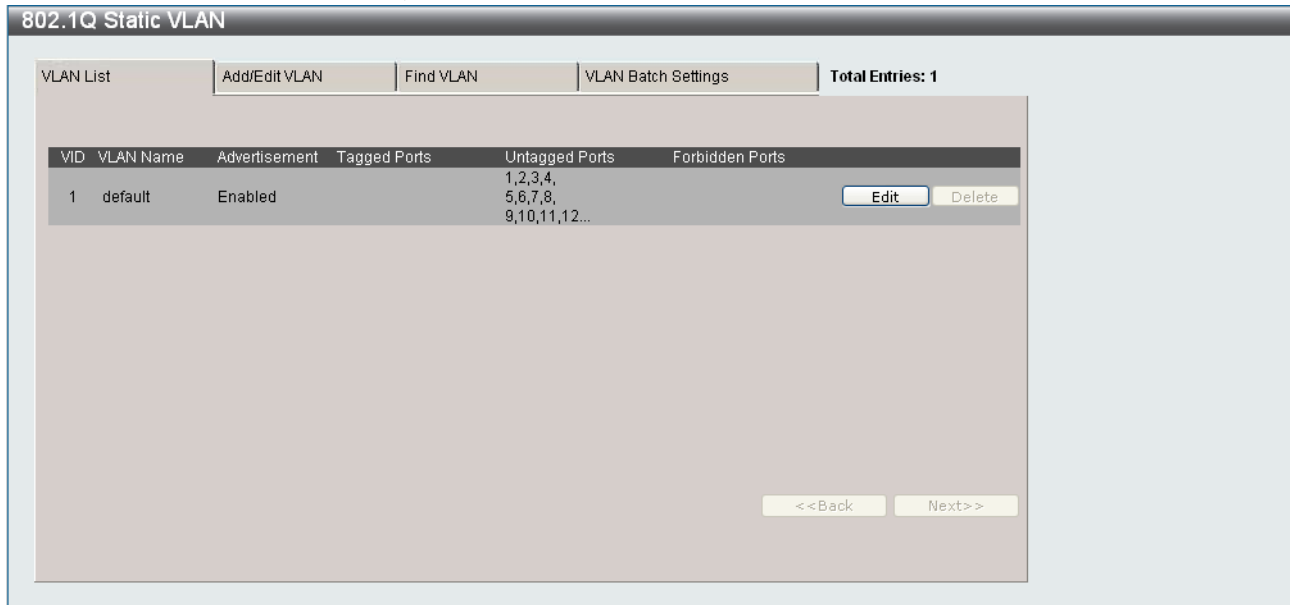 802.1Q Static VLAN
VLAN List Add/Edit VLAN Find VLAN VLAN Batch Settings Total Entries: 1
VID VLAN Name Advertisement Tagged Ports Untagged Ports Forbidden Ports
1 default Enabled 1,2,3,4,
5,6,7,8,
9,10,11,12... Edit Delete
<<Back Next>>